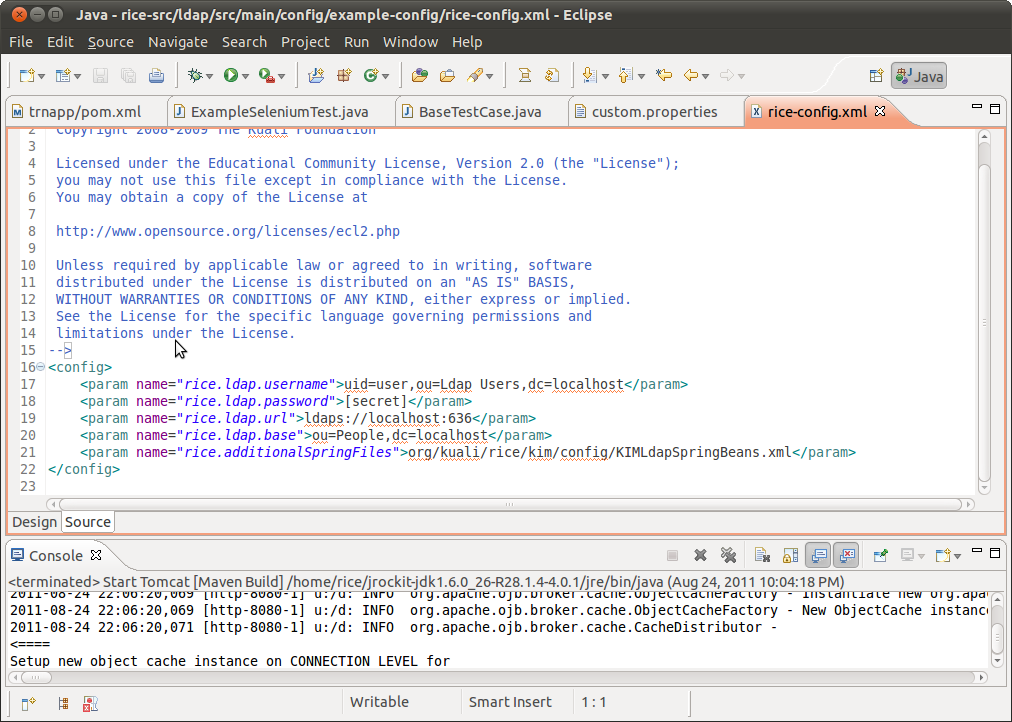 Java - rice-src/ldap/src/main/config/example-config/rice-config.xml - Eclipse
File Edit Source Navigate Search Project Run Window Help
Java
trnapp/pom.xml ExampleSeleniumTest.java BaseTestCase.java custom.properties rice-config.xml
2 Copyright 2008-2009 The Kuali Foundation
3
4 Licensed under the Educational Community License, Version 2.0 (the "License");
5 you may not use this file except in compliance with the License.
6 You may obtain a copy of the License at
7
8 http://www.opensource.org/licenses/ecl2.php
9
10 Unless required by applicable law or agreed to in writing, software
11 distributed under the License is distributed on an "AS IS" BASIS,
12 WITHOUT WARRANTIES OR CONDITIONS OF ANY KIND, either express or implied.
13 See the License for the specific language governing permissions and
14 limitations under the License.
15 -->
16 <config>
17 <param name="rice.ldap.username">uid=user,ou=Ldap Users,dc=localhost</param>
18 <param name="rice.ldap.password">[secret]</param>
19 <param name="rice.ldap.url">ldaps://localhost:636</param>
20 <param name="rice.ldap.base">ou=People,dc=localhost</param>
21 <param name="rice.additionalSpringFiles">org/kuali/rice/kim/config/KIMLdapSpringBeans.xml</param>
22 </config>
23
Design Source
Console
<terminated> Start Tomcat [Maven Build] /home/rice/jrockit-jdk1.6.0_26-R28.1.4-4.0.1/jre/bin/java (Aug 24, 2011 10:04:18 PM)
2011-08-24 22:06:20,069 [http-8080-1] u:/d: INFO org.apache.ojb.broker.cache.ObjectCacheFactory - Instantiate new org.apa
2011-08-24 22:06:20,069 [http-8080-1] u:/d: INFO org.apache.ojb.broker.cache.ObjectCacheFactory - New ObjectCache instance
2011-08-24 22:06:20,071 [http-8080-1] u:/d: INFO org.apache.ojb.broker.cache.CacheDistributor -
<====
Setup new object cache instance on CONNECTION LEVEL for
Writable Smart Insert 1 : 1